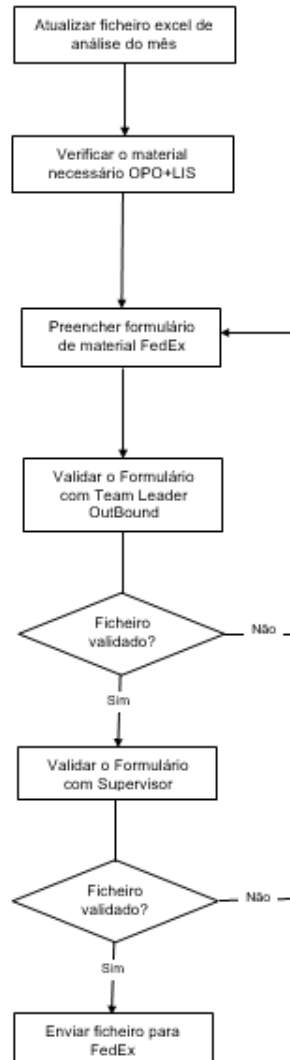 Atualizar ficheiro excel de
análise do mês
Verificar o material
necessário OPO+LIS
Preencher formulário
de material FedEx
Validar o Formulário
com Team Leader
OutBound
Ficheiro
validado?
Não
Sim
Validar o Formulário
com Supervisor
Ficheiro
validado?
Não
Sim
Enviar ficheiro para
FedEx